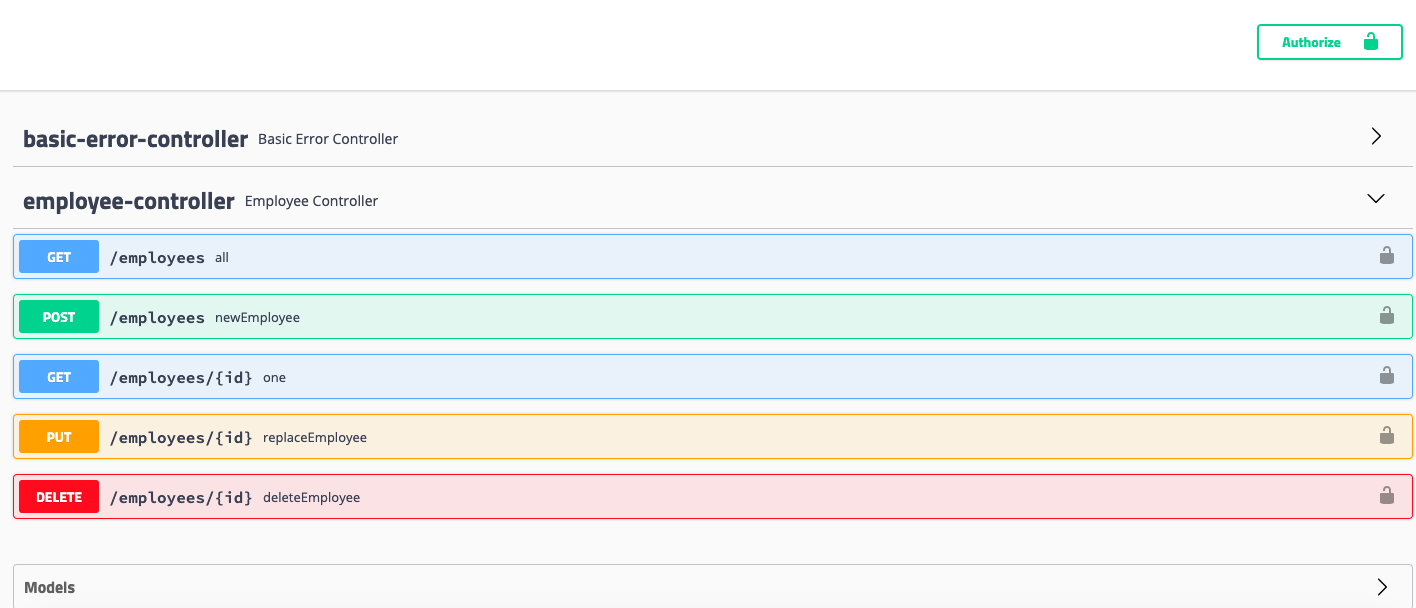 Authorize
basic-error-controller Basic Error Controller
employee-controller Employee Controller
GET /employees all
POST /employees newEmployee
GET /employees/{id} one
PUT /employees/{id} replaceEmployee
DELETE /employees/{id} deleteEmployee
Models